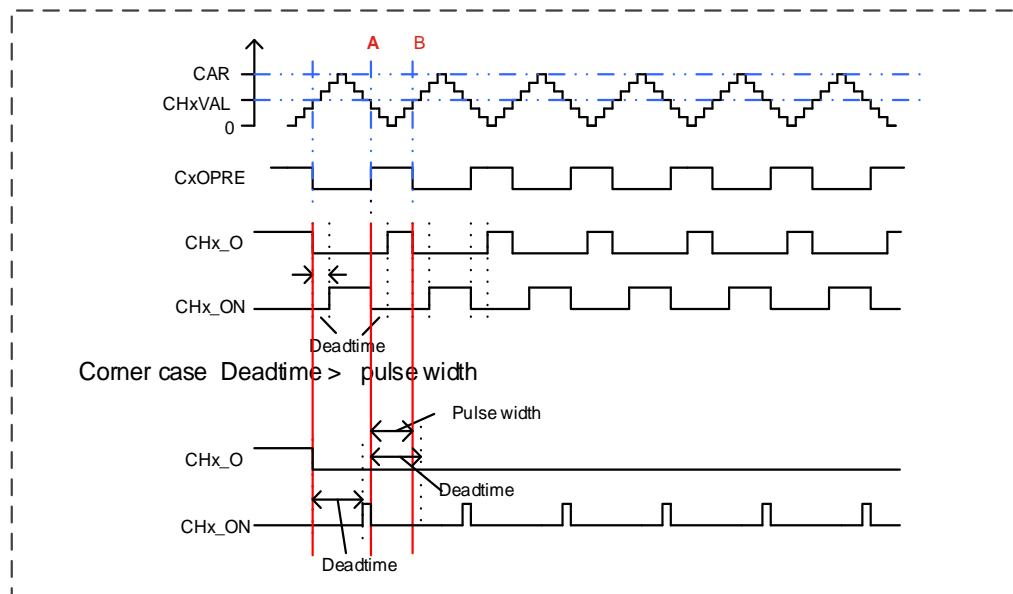 A B
CAR
CHxVAL
0
CxOPRE
CHx_O
CHx_ON
Deadtime
Corner case Deadtime > pulse width
Pulse width
CHx_O
Deadtime
CHx_ON
Deadtime